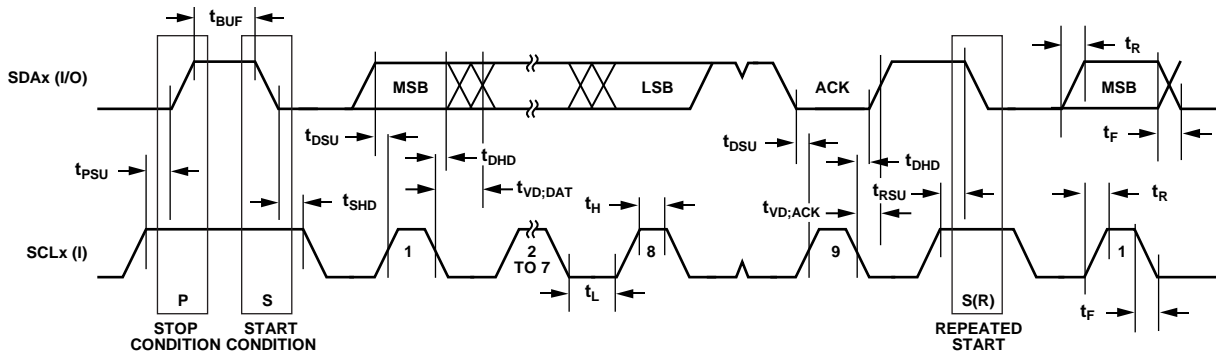 tBUF
SDAx (I/O)
MSB
LSB
ACK
MSB
tR
tF
tDSU
tDHD
tVD;DAT
tPSU
tSHD
tH
tL
tDSU
tDHD
tVD;ACK
tRSU
tR
tF
SCLx (I)
1
2
TO 7
8
9
1
P
S
S(R)
STOP
CONDITION
START
CONDITION
REPEATED
START